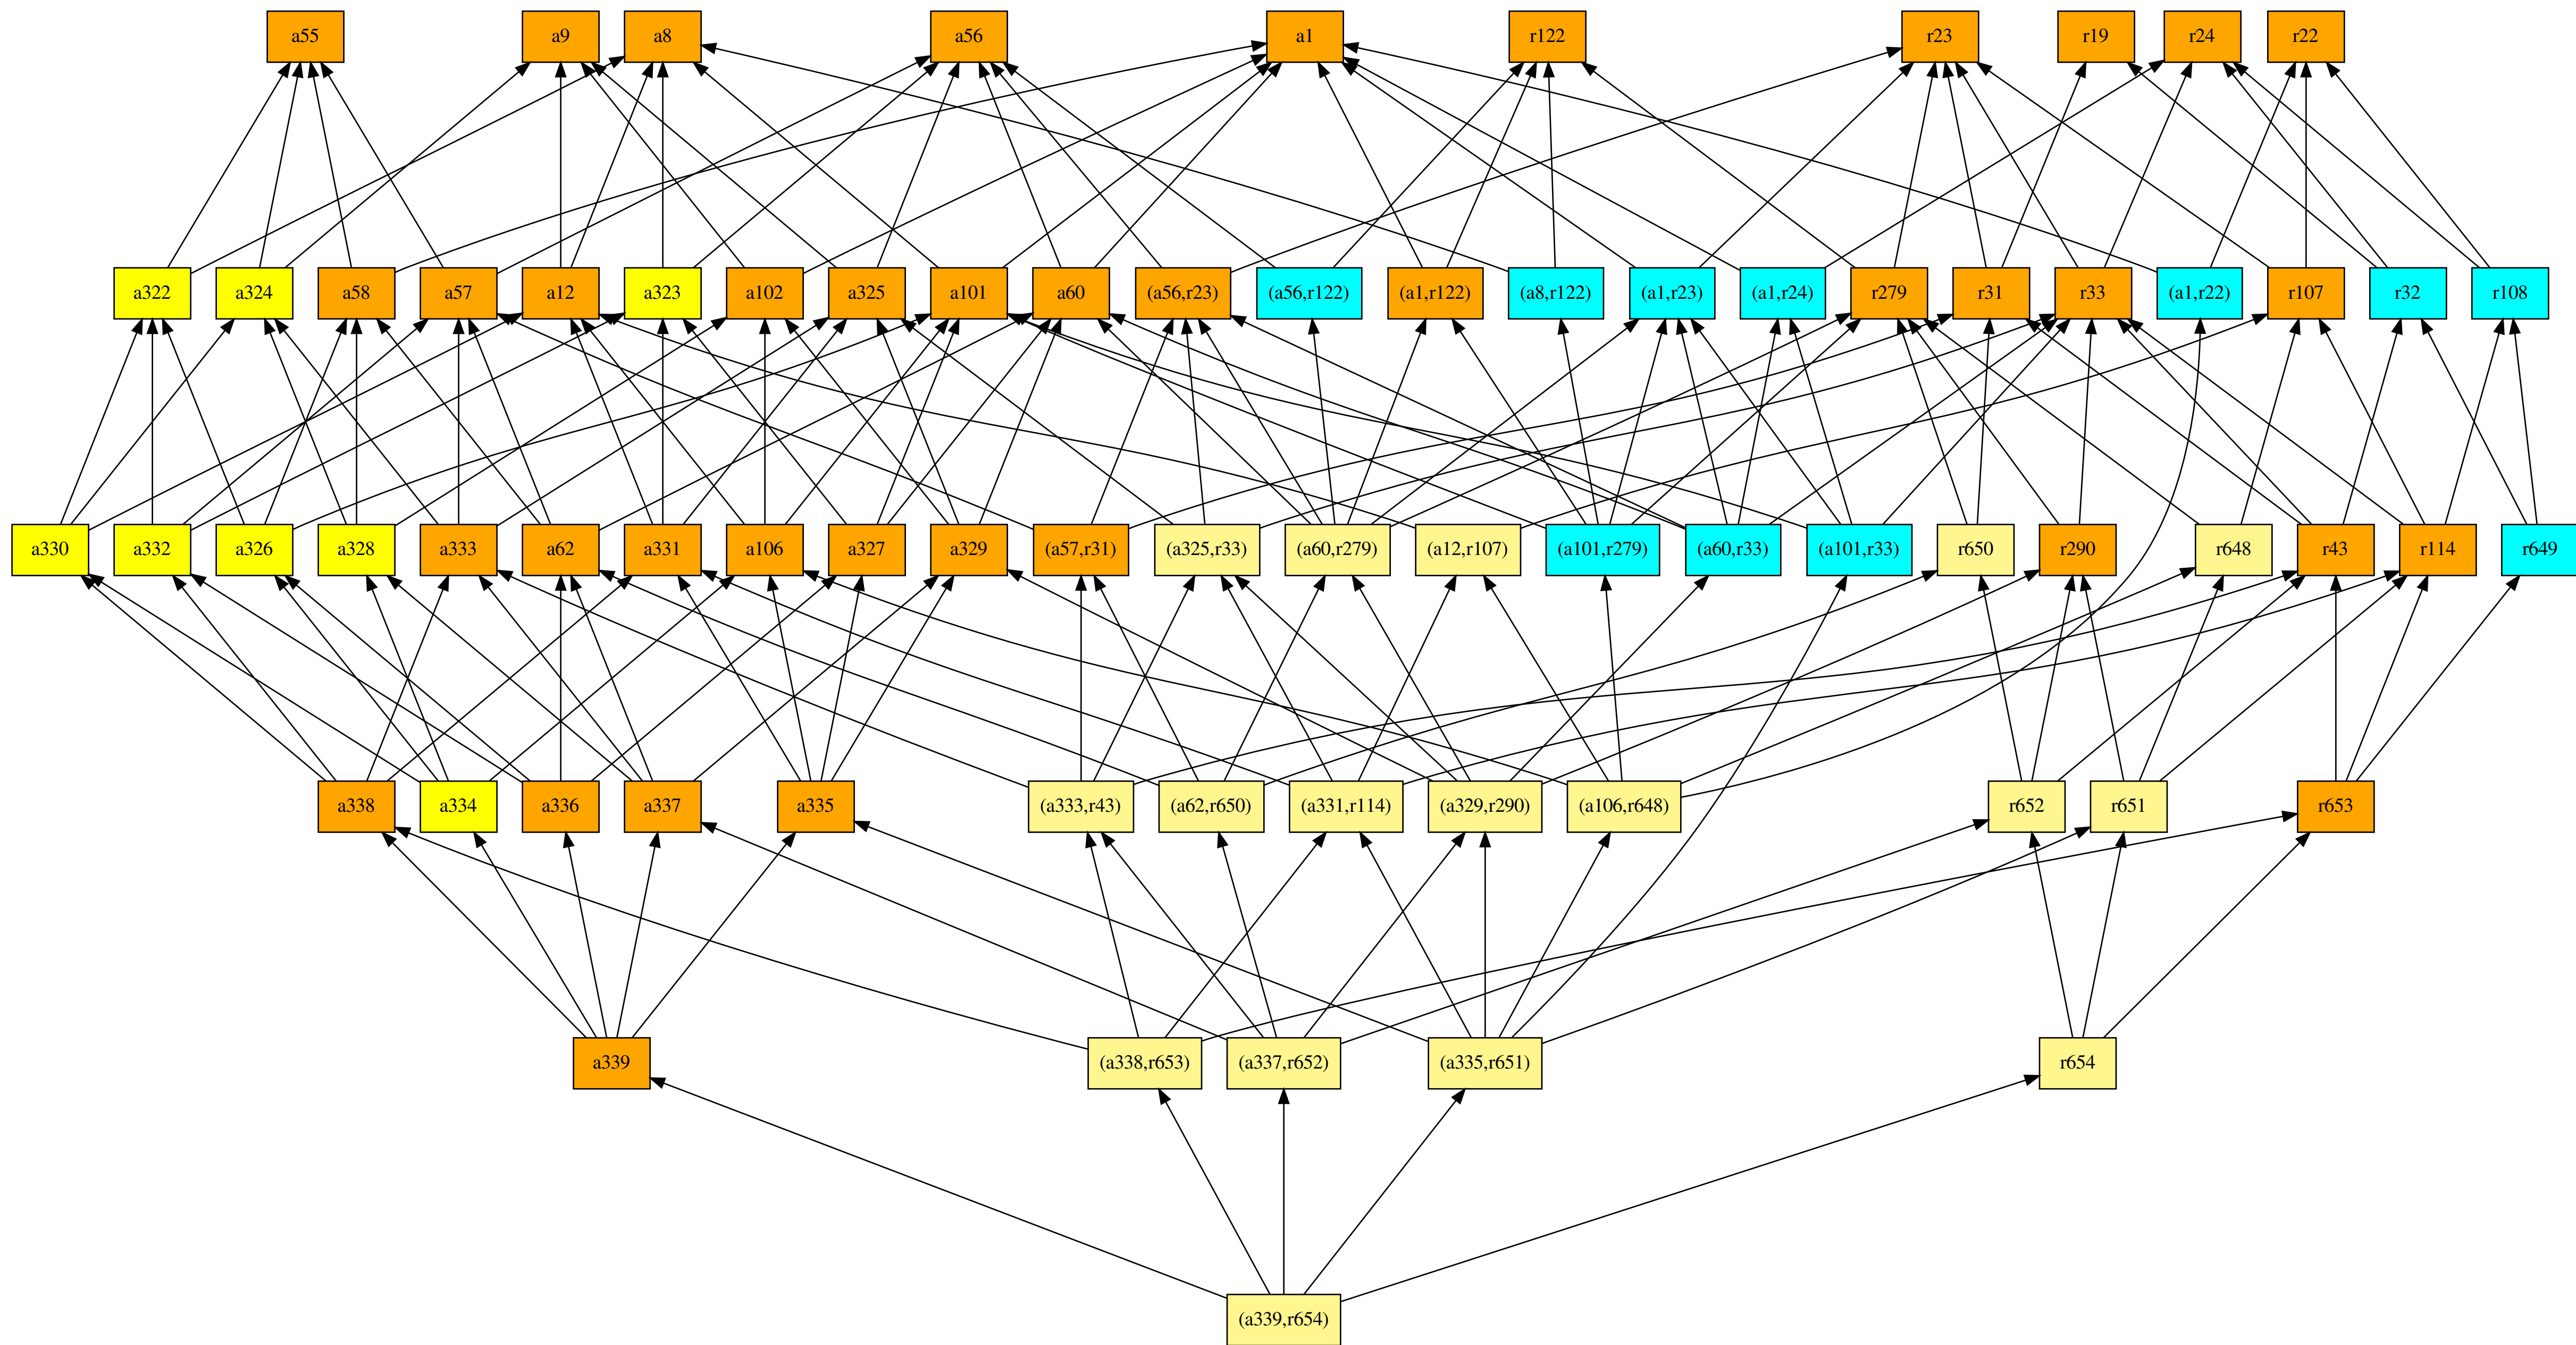 a55 a9 a8 a56 a1 r122 r23 r19 r24 r22
a322 a324 a58 a57 a12 a323 a102 a325 a101 a60 (a56,r23) (a56,r122) (a1,r122) (a8,r122) (a1,r23) (a1,r24) r279 r31 r33 (a1,r22) r107 r32 r108
a330 a332 a326 a328 a333 a62 a331 a106 a327 a329 (a57,r31) (a325,r33) (a60,r279) (a12,r107) (a101,r279) (a60,r33) (a101,r33) r650 r290 r648 r43 r114 r649
a338 a334 a336 a337 a335 (a333,r43) (a62,r650) (a331,r114) (a329,r290) (a106,r648) r652 r651 r653
a339 (a338,r653) (a337,r652) (a335,r651) r654
(a339,r654)